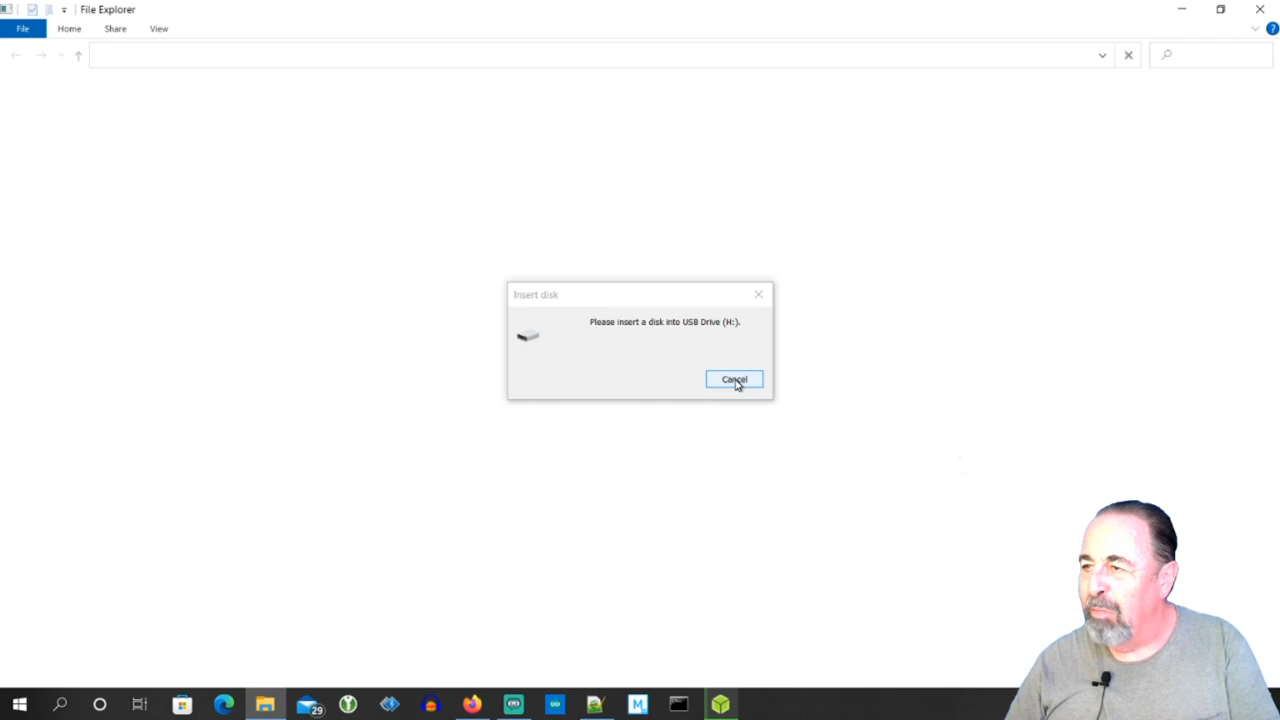 File Explorer
File Home Share View
Insert disk
Please insert a disk into USB Drive (H:).
Cancel
29
M